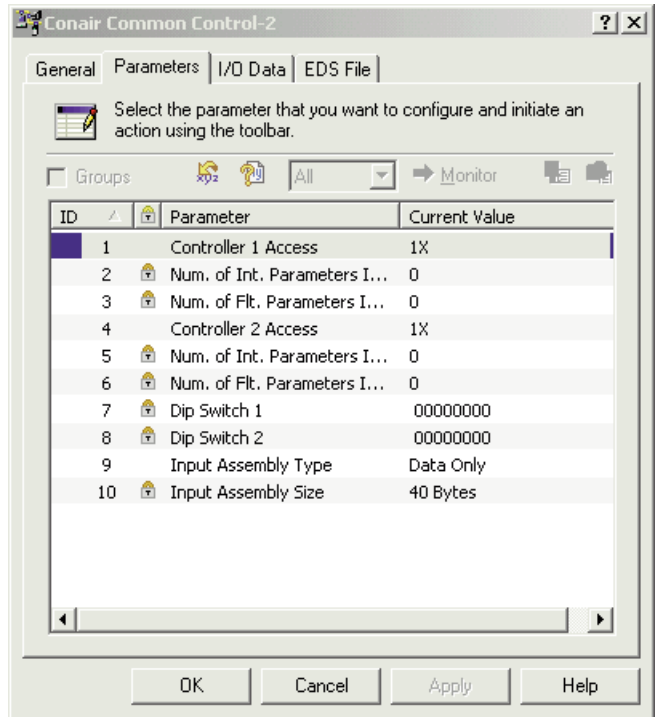 Conair Common Control-2
General Parameters I/O Data EDS File
Select the parameter that you want to configure and initiate an
action using the toolbar.
Groups All Monitor
ID Parameter Current Value
1 Controller 1 Access 1X
2 Num. of Int. Parameters I... 0
3 Num. of Flt. Parameters I... 0
4 Controller 2 Access 1X
5 Num. of Int. Parameters I... 0
6 Num. of Flt. Parameters I... 0
7 Dip Switch 1 00000000
8 Dip Switch 2 00000000
9 Input Assembly Type Data Only
10 Input Assembly Size 40 Bytes
OK Cancel Apply Help